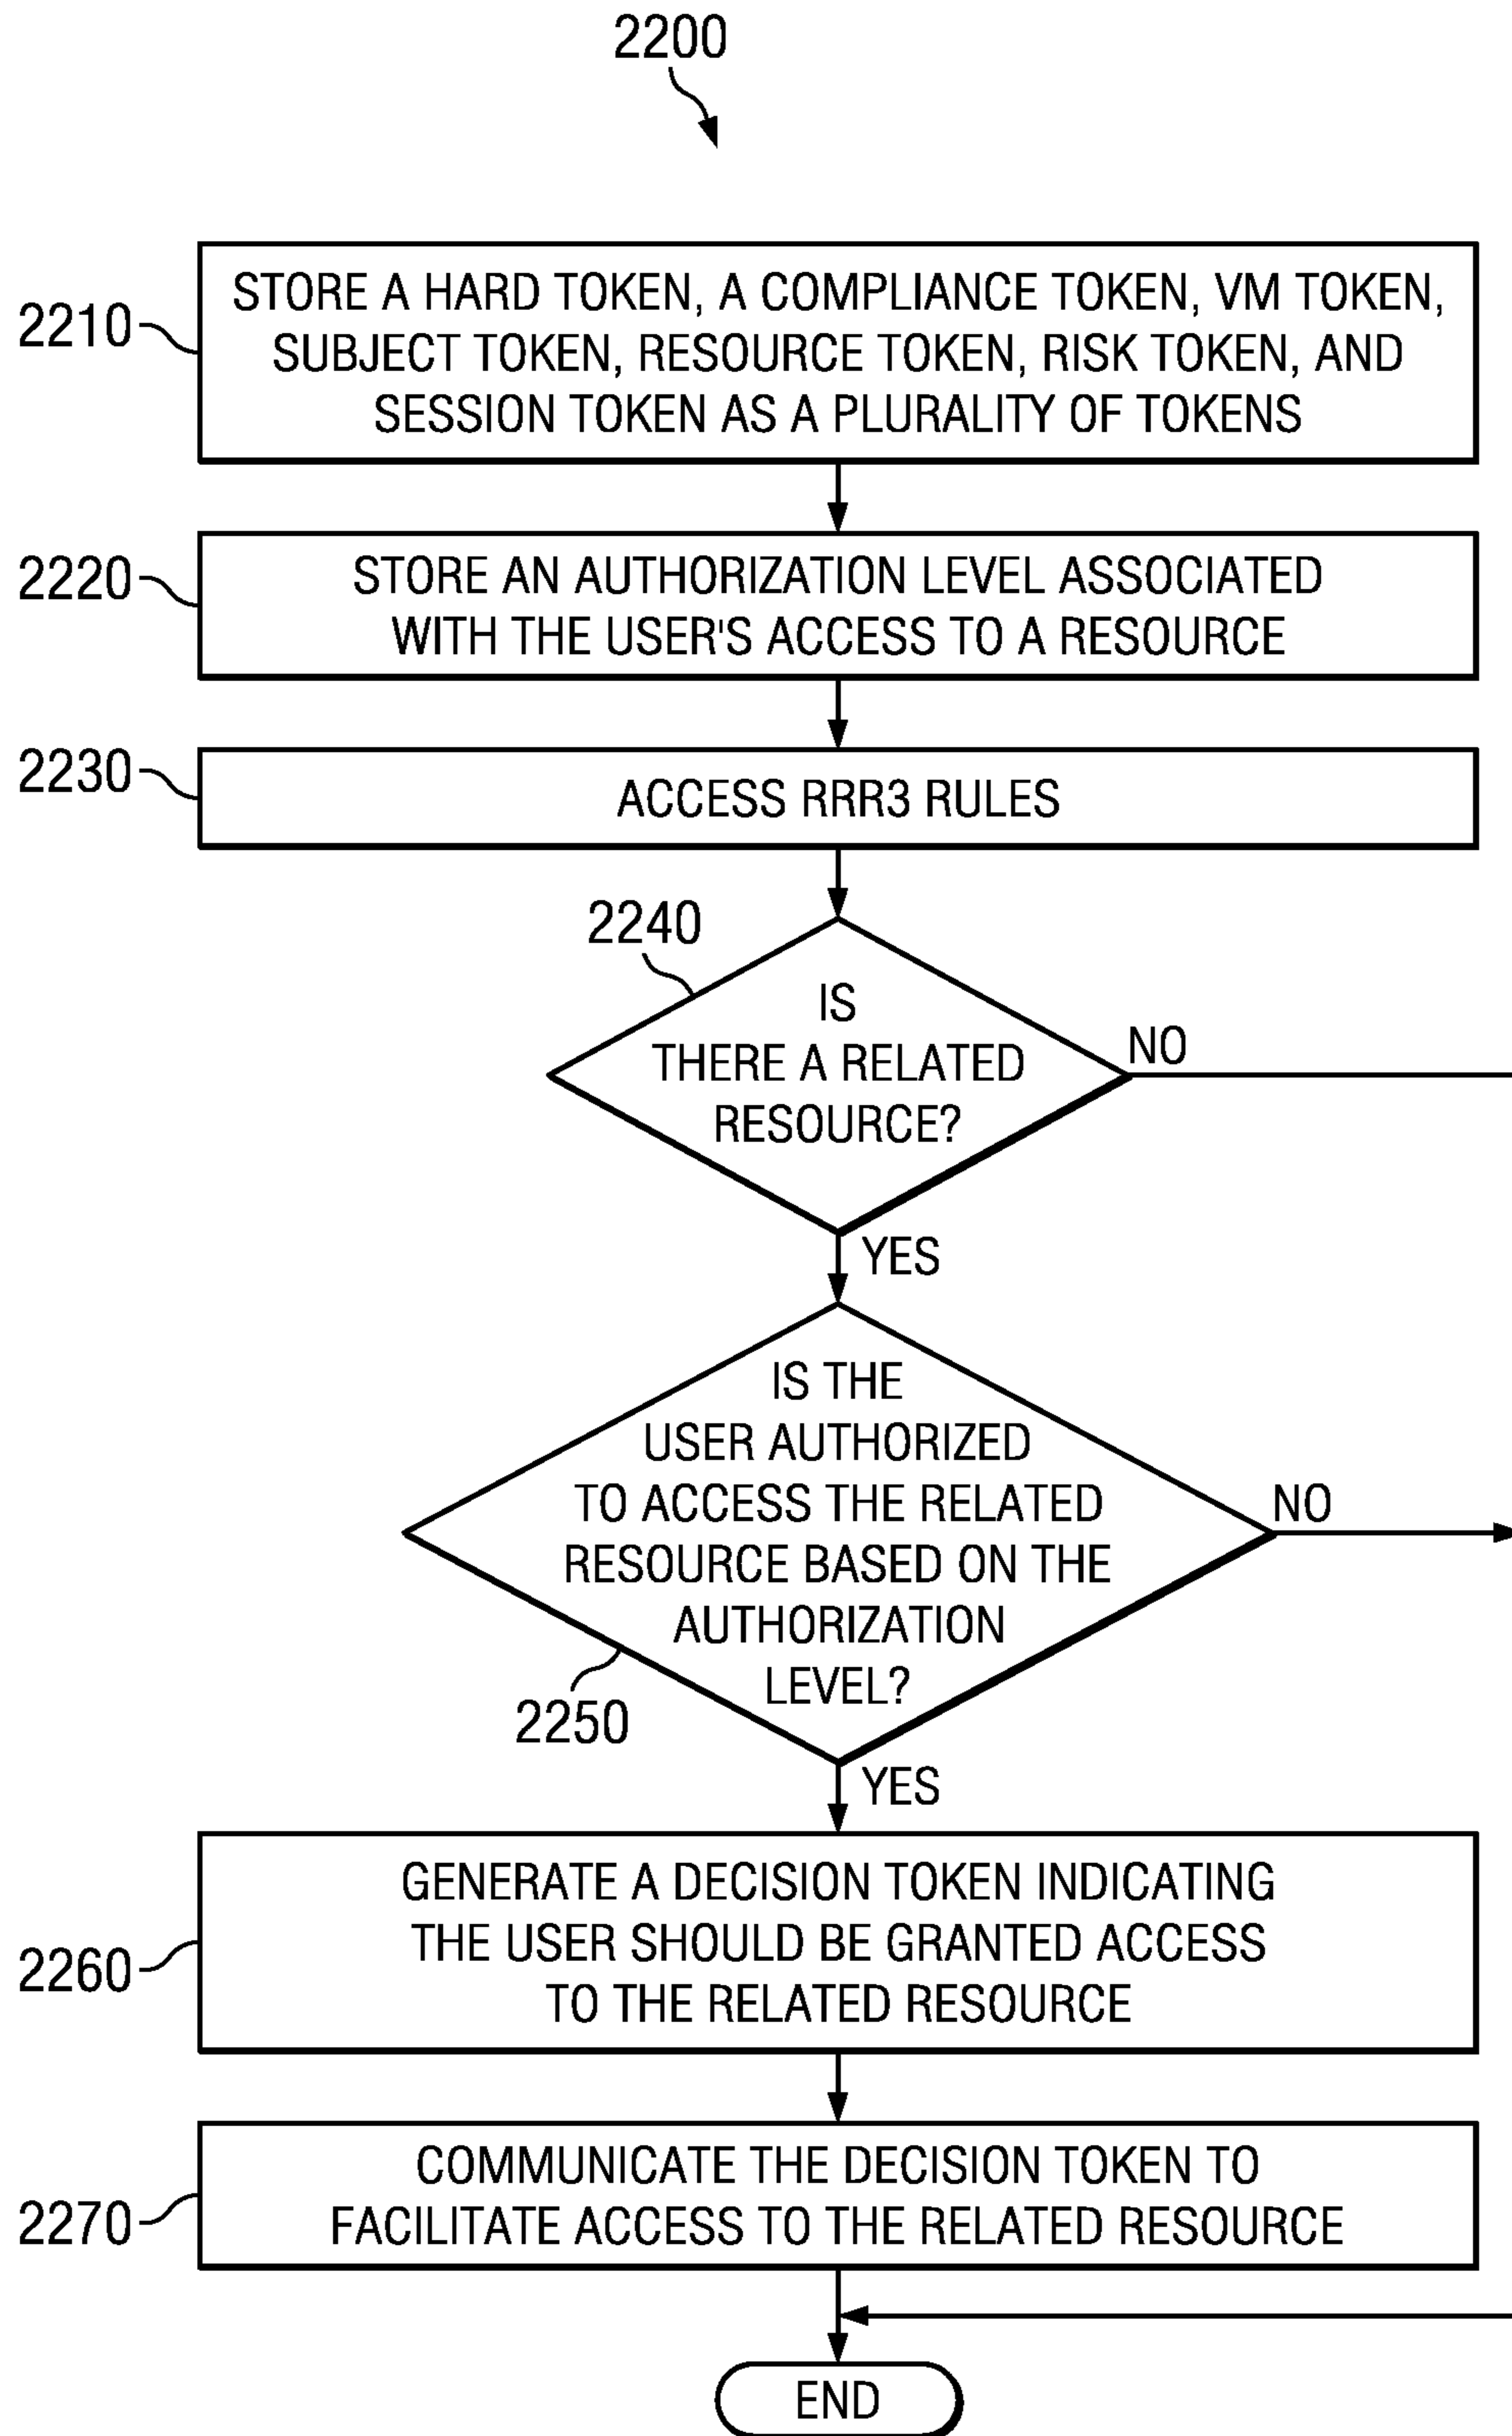 2200
2210
STORE A HARD TOKEN, A COMPLIANCE TOKEN, VM TOKEN,
SUBJECT TOKEN, RESOURCE TOKEN, RISK TOKEN, AND
SESSION TOKEN AS A PLURALITY OF TOKENS
2220
STORE AN AUTHORIZATION LEVEL ASSOCIATED
WITH THE USER'S ACCESS TO A RESOURCE
2230
ACCESS RRR3 RULES
2240
IS
THERE A RELATED
RESOURCE?
NO
YES
IS THE
USER AUTHORIZED
TO ACCESS THE RELATED
RESOURCE BASED ON THE
AUTHORIZATION
LEVEL?
NO
2250
YES
2260
GENERATE A DECISION TOKEN INDICATING
THE USER SHOULD BE GRANTED ACCESS
TO THE RELATED RESOURCE
2270
COMMUNICATE THE DECISION TOKEN TO
FACILITATE ACCESS TO THE RELATED RESOURCE
END